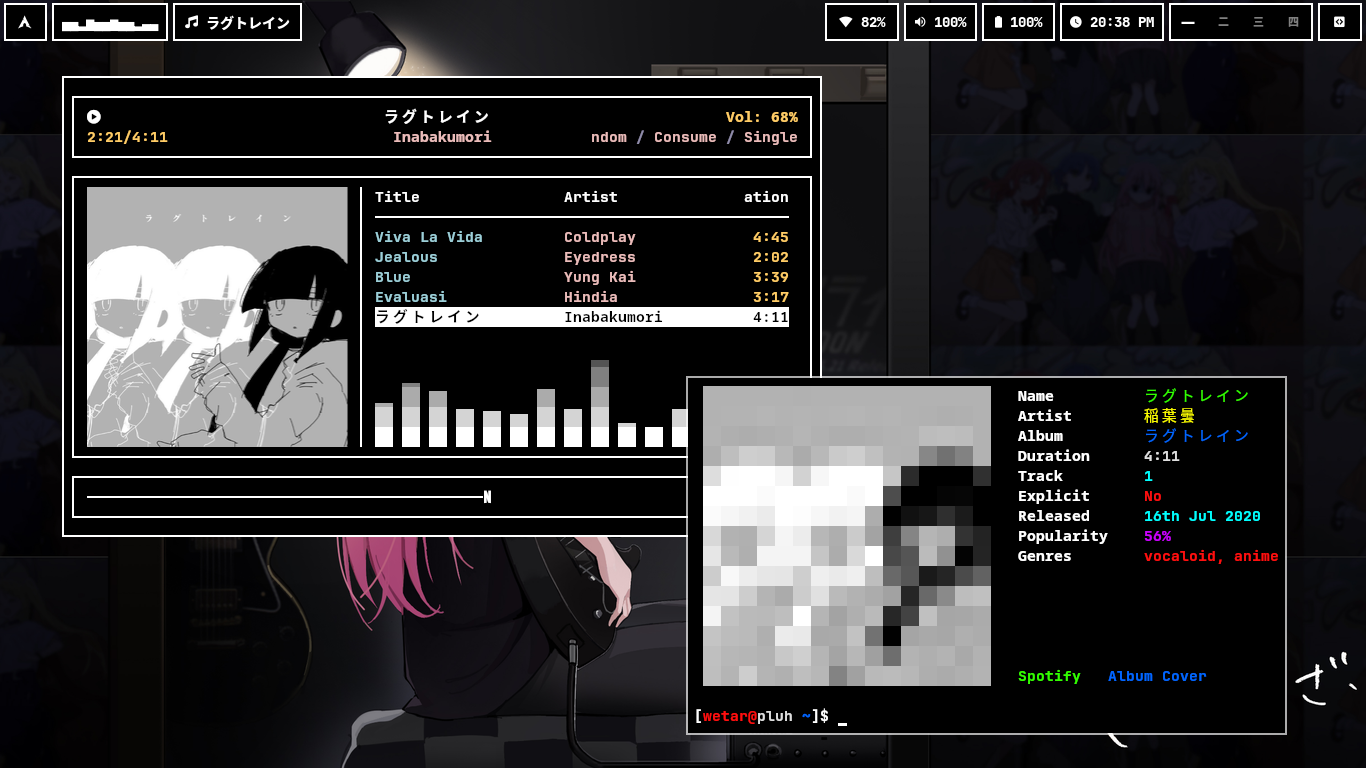 ラグトレイン
82%
100%
100%
20:38 PM
一 二 三 四
ラグトレイン
Vol: 68%
2:21/4:11
Inabakumori
ndom / Consume / Single
ラグトレイン
Title Artist ation
Viva La Vida Coldplay 4:45
Jealous Eyedress 2:02
Blue Yung Kai 3:39
Evaluasi Hindia 3:17
ラグトレイン Inabakumori 4:11
Name ラグトレイン
Artist 稲葉曇
Album ラグトレイン
Duration 4:11
Track 1
Explicit No
Released 16th Jul 2020
Popularity 56%
Genres vocaloid, anime
Spotify Album Cover
[wetar@pluh ~]$